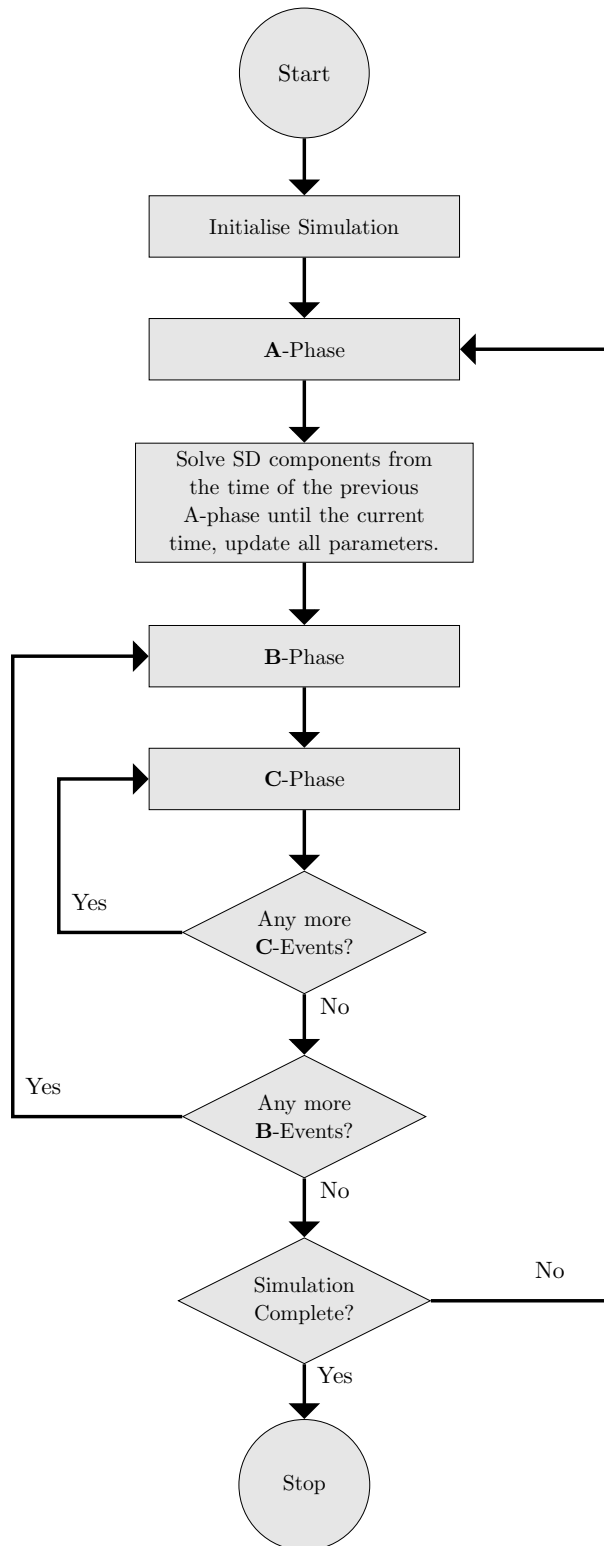 Start
Initialise Simulation
A-Phase
Solve SD components from
the time of the previous
A-phase until the current
time, update all parameters.
B-Phase
C-Phase
Yes
Any more
C-Events?
No
Yes
Any more
B-Events?
No
Simulation
Complete?
No
Yes
Stop